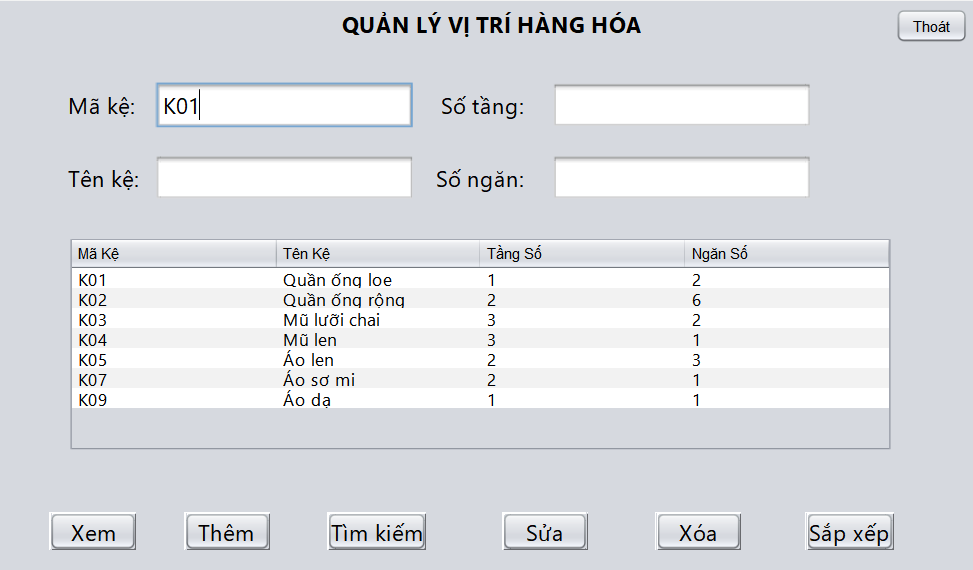 QUẢN LÝ VỊ TRÍ HÀNG HÓA
Thoát
Mã kệ: K01 Số tầng:
Tên kệ: Số ngăn:
Mã Kệ Tên Kệ Tầng Số Ngăn Số
K01 Quần ống loe 1 2
K02 Quần ống rộng 2 6
K03 Mũ lưỡi chai 3 2
K04 Mũ len 3 1
K05 Áo len 2 3
K07 Áo sơ mi 2 1
K09 Áo dạ 1 1
Xem Thêm Tìm kiếm Sửa Xóa Sắp xếp